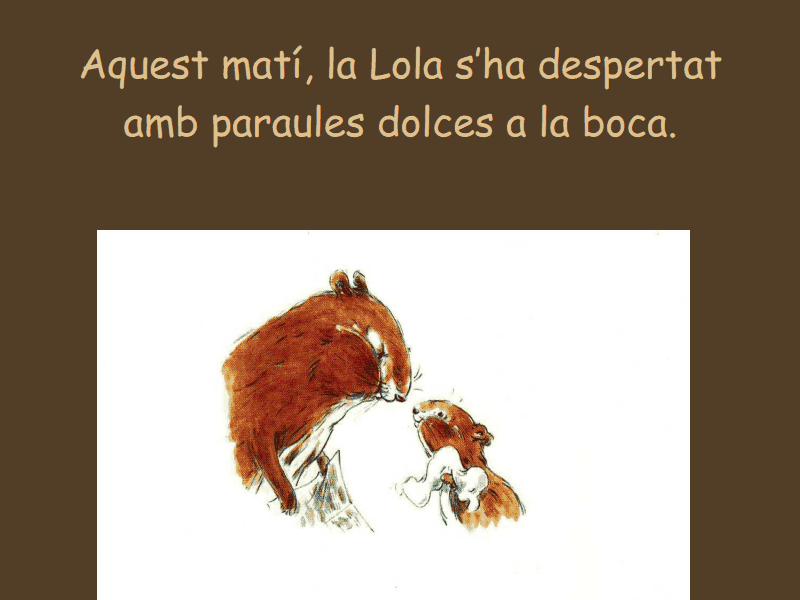 Aquest matí, la Lola s’ha despertat
amb paraules dolces a la boca.